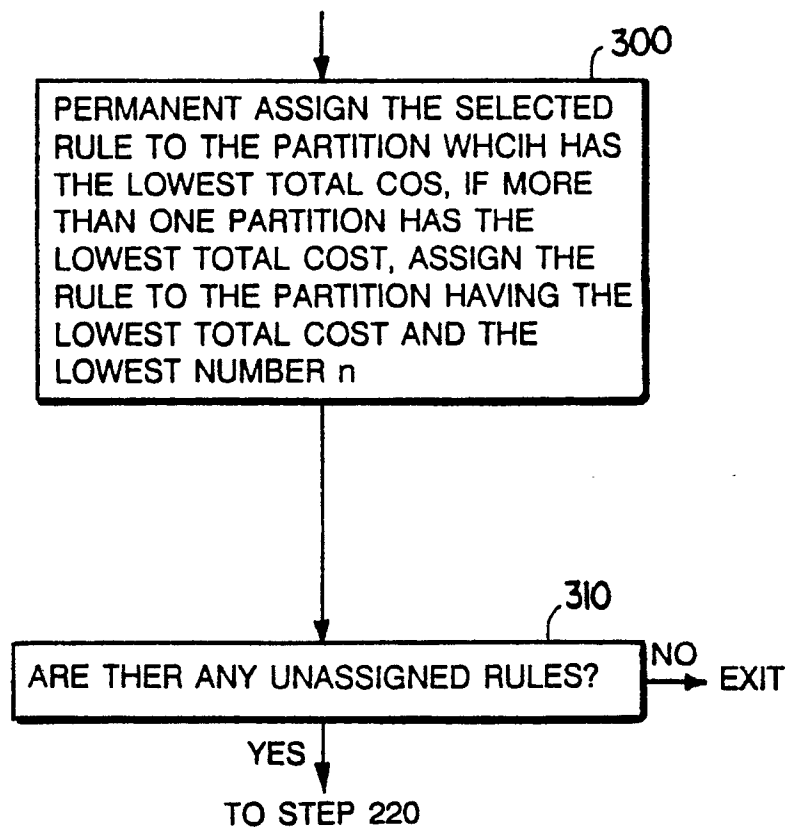 300
PERMANENT ASSIGN THE SELECTED
RULE TO THE PARTITION WHCIH HAS
THE LOWEST TOTAL COS, IF MORE
THAN ONE PARTITION HAS THE
LOWEST TOTAL COST, ASSIGN THE
RULE TO THE PARTITION HAVING THE
LOWEST TOTAL COST AND THE
LOWEST NUMBER n
310
ARE THER ANY UNASSIGNED RULES?
NO
EXIT
YES
TO STEP 220